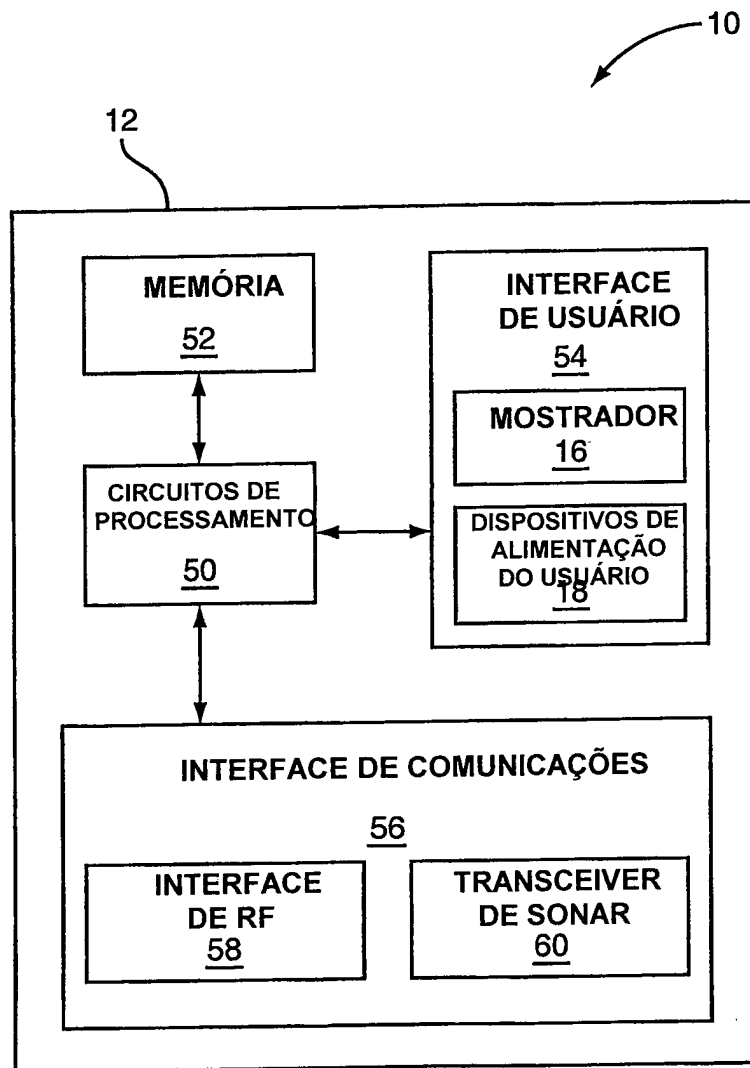 10
12
MEMÓRIA
52
INTERFACE
DE USUÁRIO
54
MOSTRADOR
16
CIRCUITOS DE
PROCESSAMENTO
50
DISPOSITIVOS DE
ALIMENTAÇÃO
DO USUÁRIO
18
INTERFACE DE COMUNICAÇÕES
56
INTERFACE
DE RF
58
TRANSCEIVER
DE SONAR
60